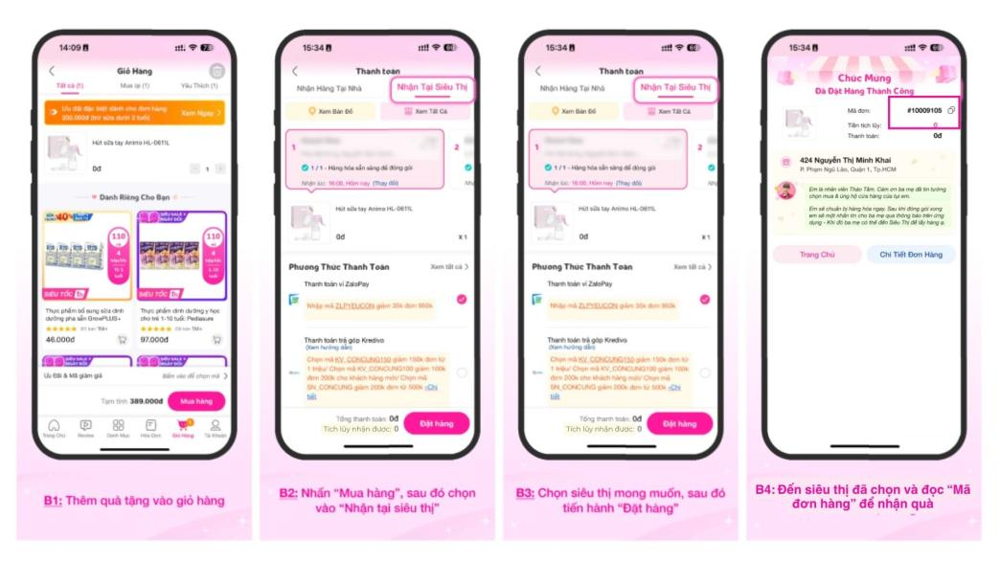 14:09
Giỏ Hàng
Tất cả (1)
Mua lại (1)
Yêu Thích (1)
Ưu đãi đặc biệt dành cho đơn hàng
200.000đ (trừ sữa dưới 2 tuổi)
Xem Ngay
Hút sữa tay Animo HL-0611L
0đ
1
Dành Riêng Cho Bạn
40%
110
4
110
4
1-10
tuổi
SIÊU TỐC 1h
SIÊU TỐC 1h
Thực phẩm bổ sung sữa dinh
dưỡng pha sẵn GrowPLUS+
Thực phẩm dinh dưỡng y học
cho trẻ 1-10 tuổi: Pediasure
46.000đ
97.000đ
Ưu Đãi & Mã giảm giá
Bấm vào để chọn mã
Tạm tính 389.000đ
Mua hàng
Trang Chủ
Review
Danh Mục
Hóa Đơn
Giỏ Hàng
Tài Khoản
B1: Thêm quà tặng vào giỏ hàng
15:34
Thanh toán
Nhận Hàng Tại Nhà
Nhận Tại Siêu Thị
Xem Bản Đồ
Xem Tất Cả
1
2
1 / 1 - Hàng hóa sẵn sàng để đóng gói
Nhận lúc: 16:00, Hôm nay (Thay đổi)
Hút sữa tay Animo HL-0611L
0đ
x 1
Phương Thức Thanh Toán
Xem tất cả
Thanh toán ví ZaloPay
Nhập mã ZLPYEUCON giảm 35k đơn 950k
Thanh toán trả góp Kredivo
(Xem hướng dẫn)
Chọn mã KV_CONCUNG150 giảm 150k đơn từ
1 triệu/ Chọn mã KV_CONCUNG100 giảm 100k
đơn 200k cho khách hàng mới/ Chọn mã
SN_CONCUNG giảm 200k đơn từ 500k »Chi
tiết
Tổng thanh toán: 0đ
Tích lũy nhận được: 0
Đặt hàng
B2: Nhấn “Mua hàng”, sau đó chọn
vào “Nhận tại siêu thị”
15:34
Thanh toán
Nhận Hàng Tại Nhà
Nhận Tại Siêu Thị
Xem Bản Đồ
Xem Tất Cả
1
2
1 / 1 - Hàng hóa sẵn sàng để đóng gói
Nhận lúc: 16:00, Hôm nay (Thay đổi)
Hút sữa tay Animo HL-0611L
0đ
x 1
Phương Thức Thanh Toán
Xem tất cả
Thanh toán ví ZaloPay
Nhập mã ZLPYEUCON giảm 35k đơn 950k
Thanh toán trả góp Kredivo
(Xem hướng dẫn)
Chọn mã KV_CONCUNG150 giảm 150k đơn từ
1 triệu/ Chọn mã KV_CONCUNG100 giảm 100k
đơn 200k cho khách hàng mới/ Chọn mã
SN_CONCUNG giảm 200k đơn từ 500k »Chi
tiết
Tổng thanh toán: 0đ
Tích lũy nhận được: 0
Đặt hàng
B3: Chọn siêu thị mong muốn, sau đó
tiến hành “Đặt hàng”
15:34
Chúc Mừng
Đã Đặt Hàng Thành Công
Mã đơn: #10009105
Tiền tích lũy: 0
Thanh toán: 0đ
424 Nguyễn Thị Minh Khai
P. Phạm Ngũ Lão, Quận 1, Tp.HCM
Em là nhân viên Thảo Tâm, Cảm ơn ba mẹ đã tin tưởng
chọn mua & ủng hộ cửa hàng của tụi em.
Em sẽ chuẩn bị hàng hóa ngay. Sau khi đóng gói xong
em sẽ một nhắn tin cho ba mẹ qua thông báo trên ứng
dụng - Khi đó ba mẹ có thể đến Siêu Thị để lấy hàng ạ.
Trang Chủ
Chi Tiết Đơn Hàng
B4: Đến siêu thị đã chọn và đọc “Mã
đơn hàng” để nhận quà